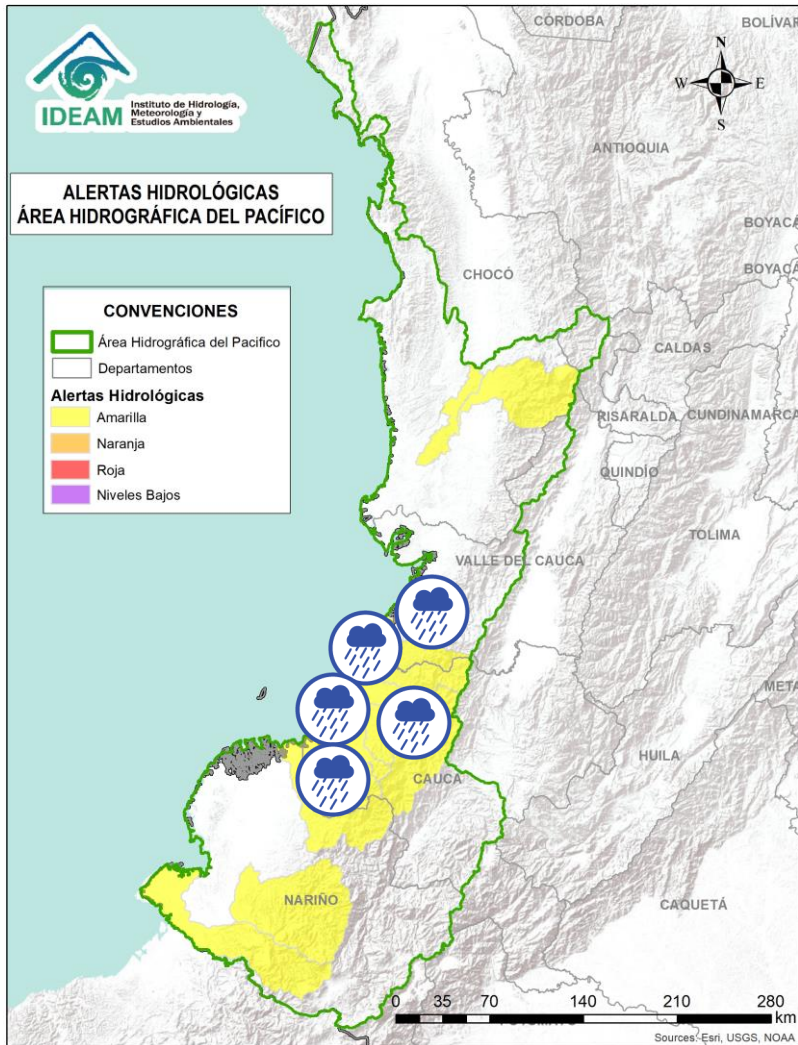 CÓRDOBA
BOLÍVAR
N
W
E
S
IDEAM
Instituto de Hidrología,
Meteorología y
Estudios Ambientales
ANTIOQUIA
ALERTAS HIDROLÓGICAS
ÁREA HIDROGRÁFICA DEL PACÍFICO
BOYACÁ
BOYACÁ
CHOCÓ
CONVENCIONES
Área Hidrográfica del Pacifico
Departamentos
Alertas Hidrológicas
Amarilla
Naranja
Roja
Niveles Bajos
CALDAS
RISARALDA
CUNDINAMARCA
QUINDÍO
TOLIMA
VALLE DEL CAUCA
META
HUILA
CAUCA
NARIÑO
CAQUETÁ
0 35 70 140 210 280
km
Sources: Esri, USGS, NOAA